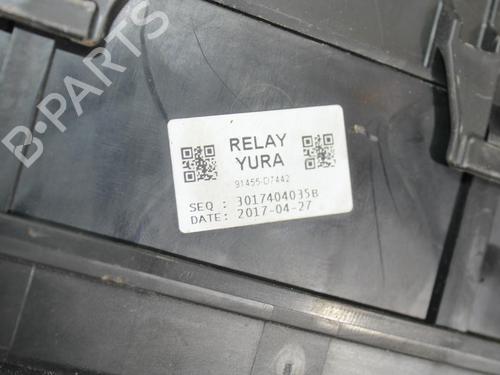 B-PARTS
RELAY
YURA
91455-D7442
SEQ : 3017404035B
DATE: 2017-04-27